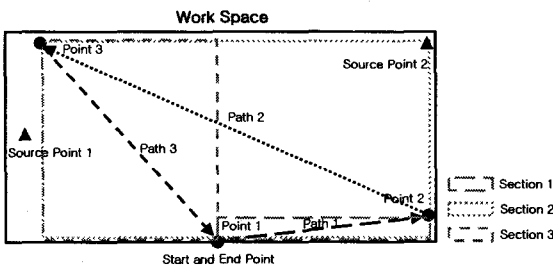 Work Space
Point 3
Source Point 2
Path 2
Path 3
Source Point 1
Section 1
Point 2
Section 2
Point 1
Path 1
Section 3
Start and End Point